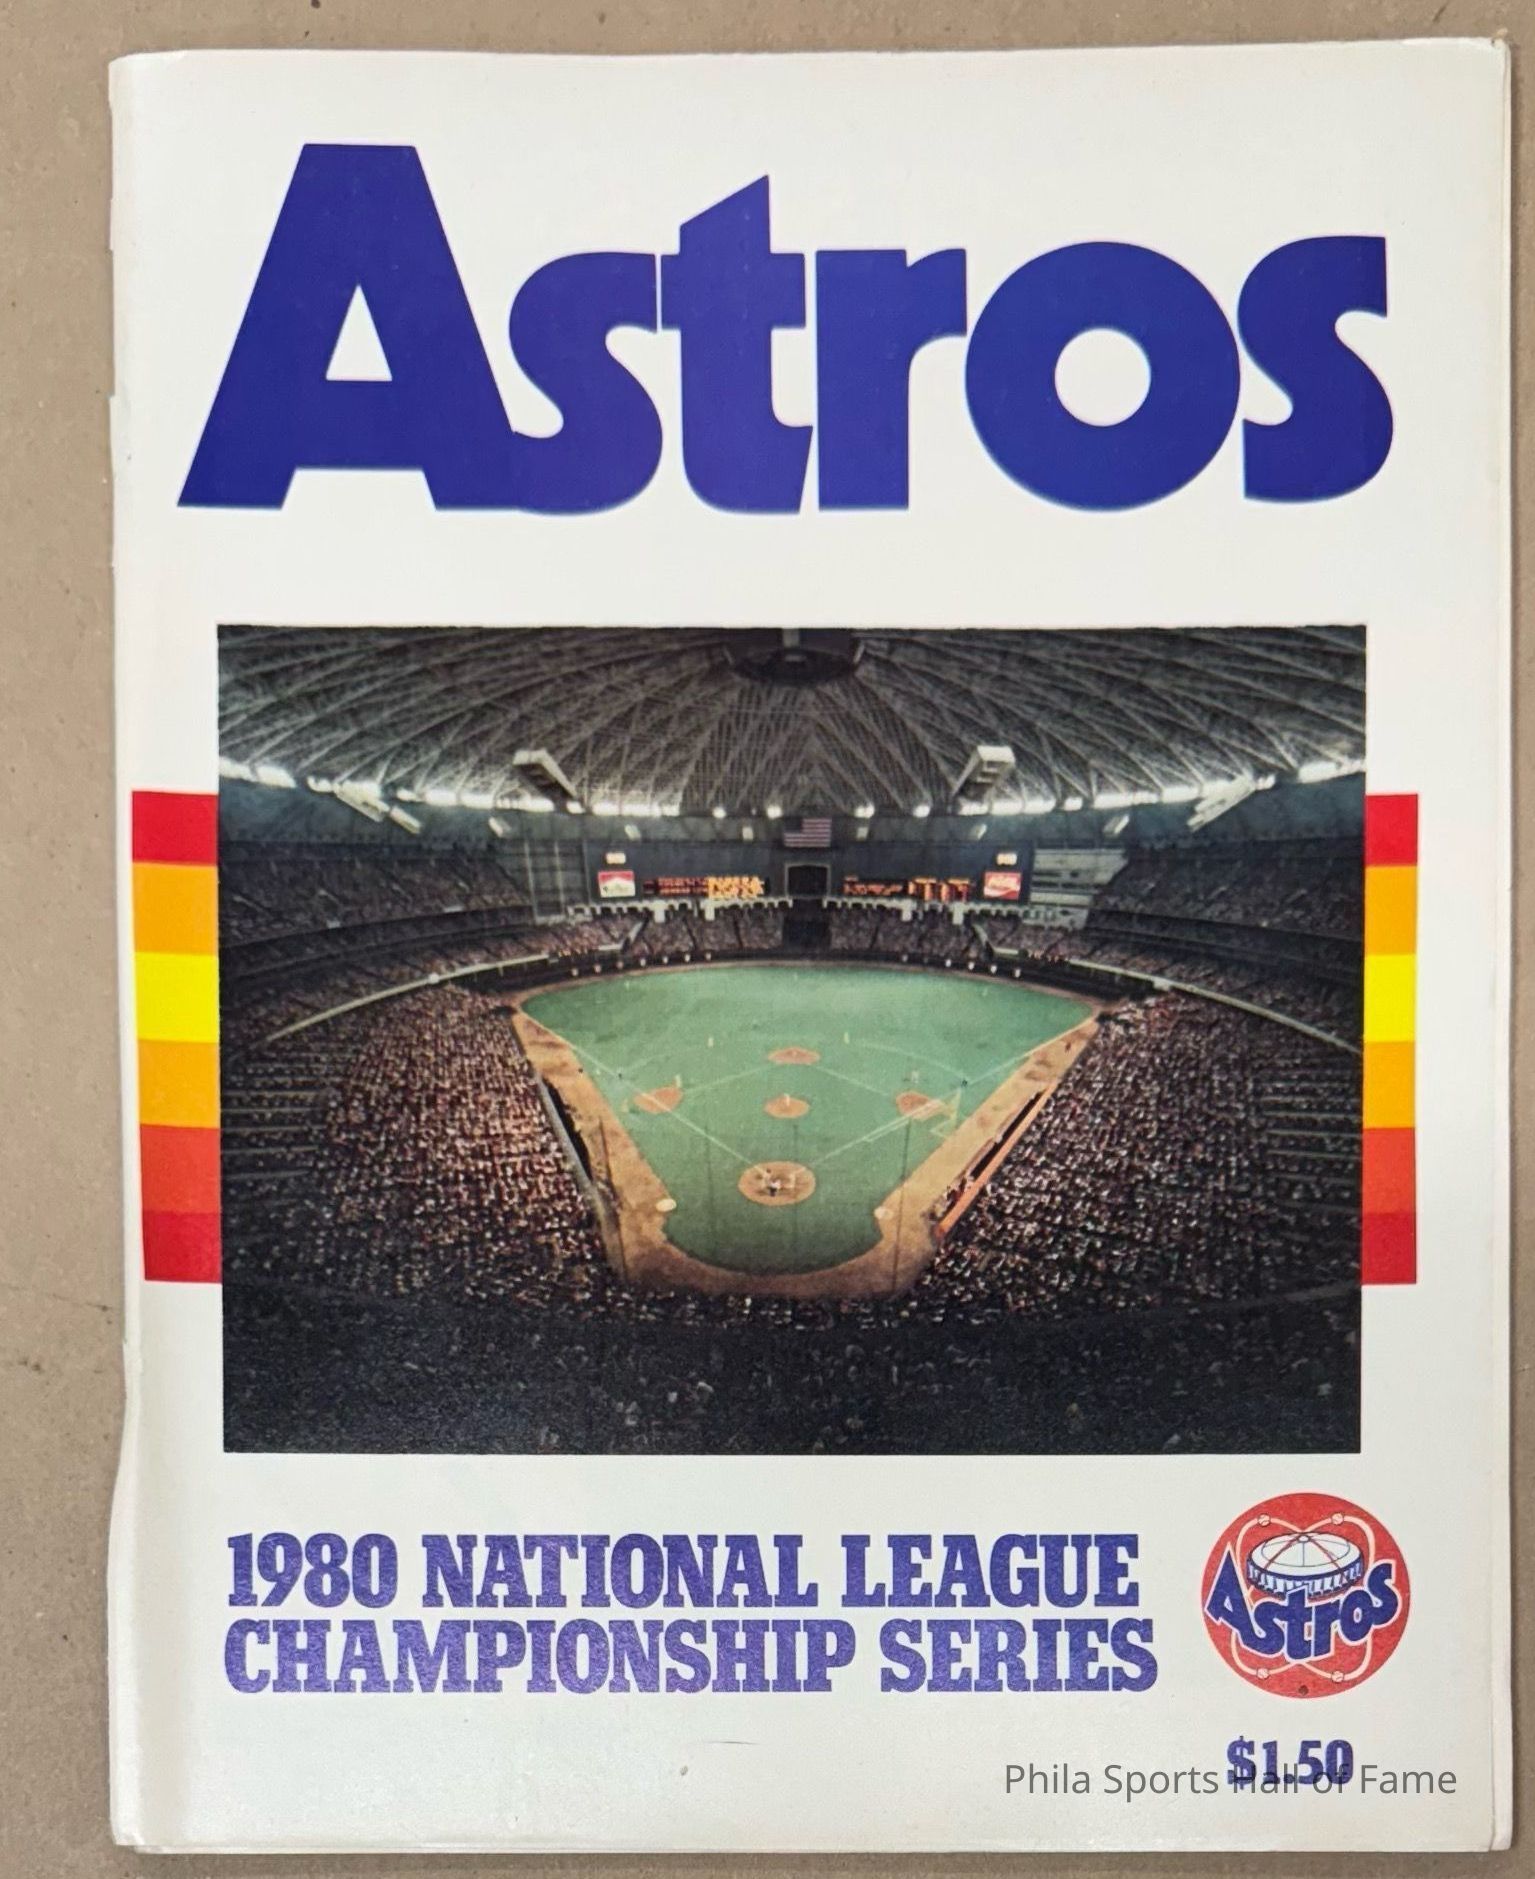 Astros
1980 NATIONAL LEAGUE
CHAMPIONSHIP SERIES
Astros
$1.50
Phila Sports Hall of Fame